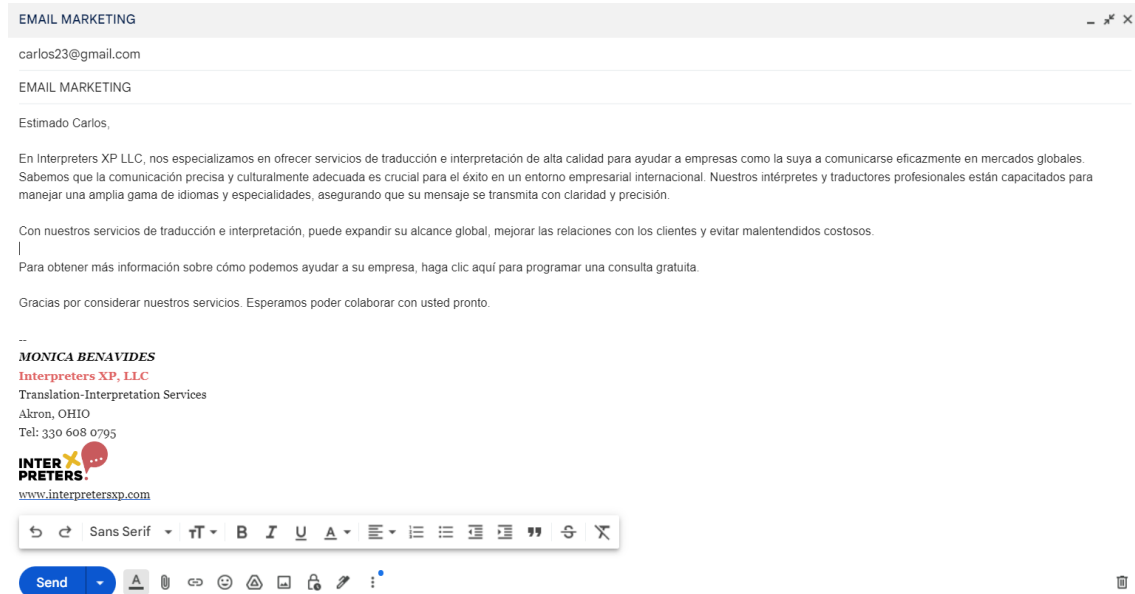 EMAIL MARKETING
carlos23@gmail.com
EMAIL MARKETING
Estimado Carlos,
En Interpreters XP LLC, nos especializamos en ofrecer servicios de traducción e interpretación de alta calidad para ayudar a empresas como la suya a comunicarse eficazmente en mercados globales.
Sabemos que la comunicación precisa y culturalmente adecuada es crucial para el éxito en un entorno empresarial internacional. Nuestros intérpretes y traductores profesionales están capacitados para
manejar una amplia gama de idiomas y especialidades, asegurando que su mensaje se transmita con claridad y precisión.
Con nuestros servicios de traducción e interpretación, puede expandir su alcance global, mejorar las relaciones con los clientes y evitar malentendidos costosos.
Para obtener más información sobre cómo podemos ayudar a su empresa, haga clic aquí para programar una consulta gratuita.
Gracias por considerar nuestros servicios. Esperamos poder colaborar con usted pronto.
--
MONICA BENAVIDES
Interpreters XP, LLC
Translation-Interpretation Services
Akron, OHIO
Tel: 330 608 0795
INTER X
PRETERS.
www.interpretersxp.com
Sans Serif
Send